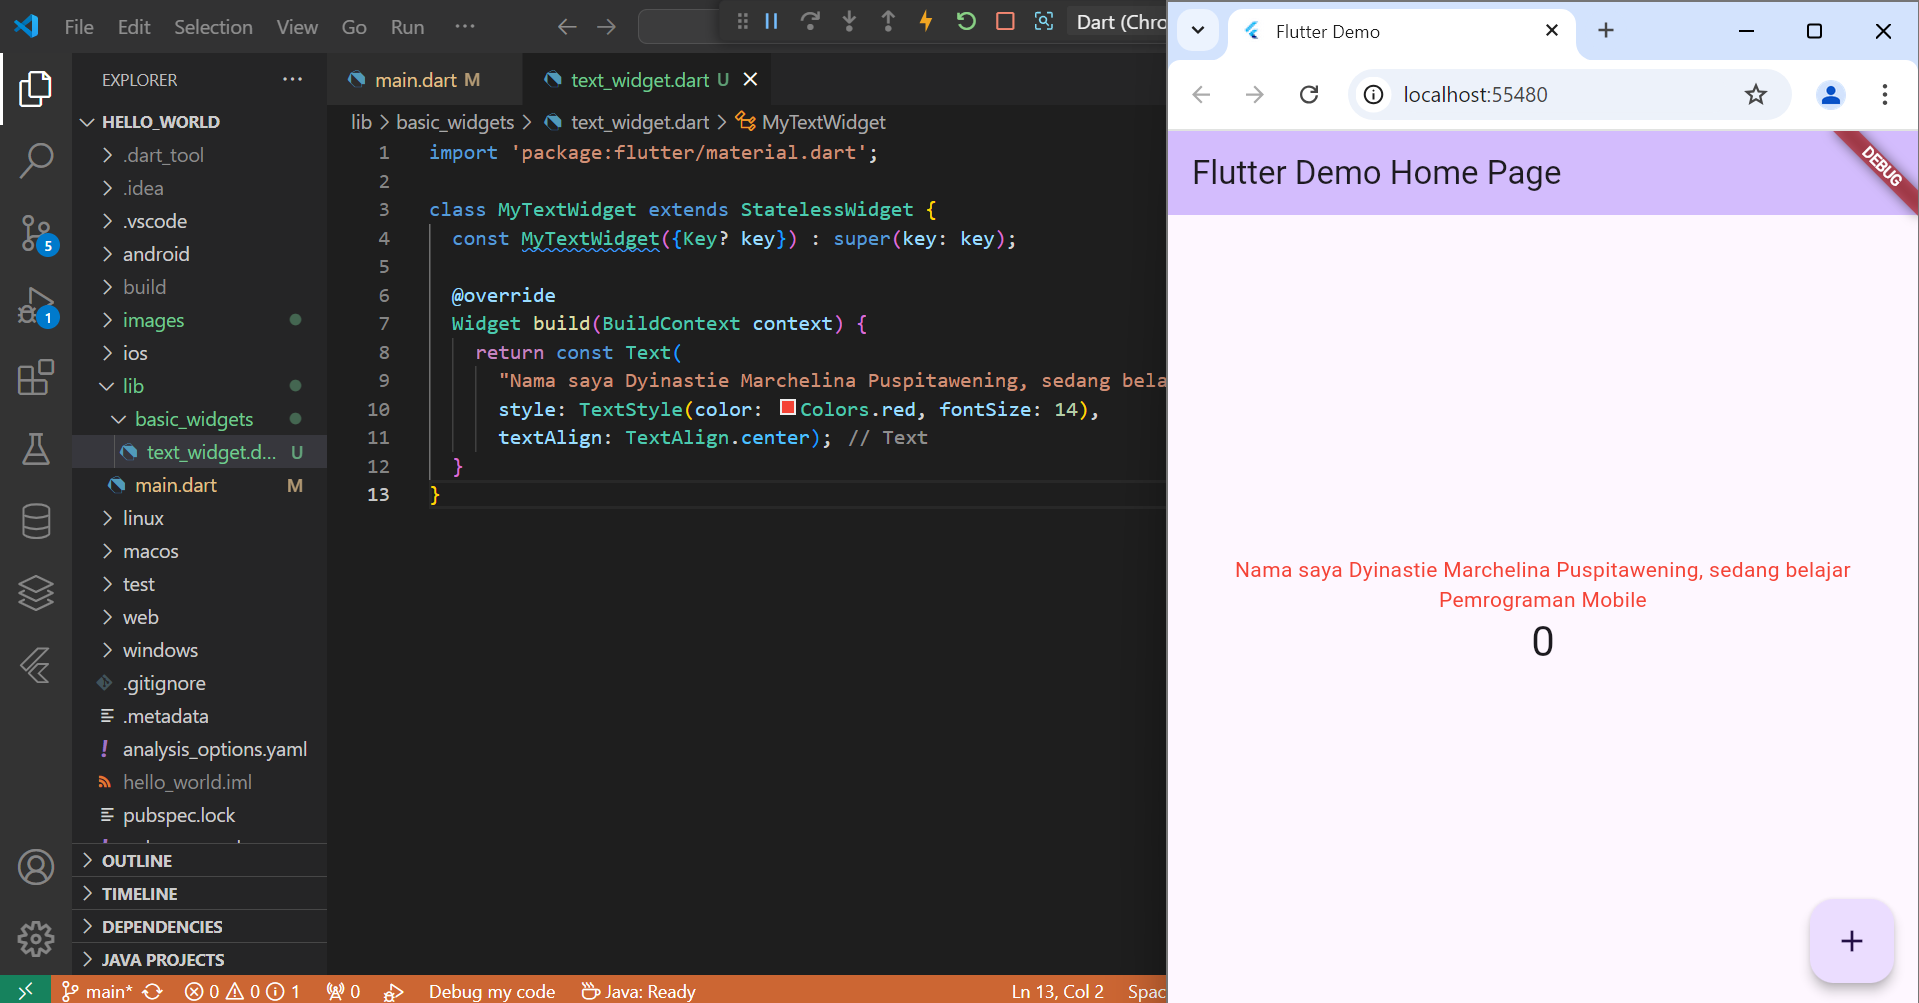 File Edit Selection View Go Run ···
Dart (Chro
EXPLORER ···
HELLO_WORLD
.dart_tool
.idea
.vscode
android
build
images
ios
lib
basic_widgets
text_widget.d... U
main.dart M
linux
macos
test
web
windows
.gitignore
.metadata
! analysis_options.yaml
hello_world.iml
pubspec.lock
OUTLINE
TIMELINE
DEPENDENCIES
JAVA PROJECTS
5
1
main.dart M
text_widget.dart U
lib > basic_widgets > text_widget.dart > MyTextWidget
1 import 'package:flutter/material.dart';
2
3 class MyTextWidget extends StatelessWidget {
4 const MyTextWidget({Key? key}) : super(key: key);
5
6 @override
7 Widget build(BuildContext context) {
8 return const Text(
9 "Nama saya Dyinastie Marchelina Puspitawening, sedang bela
10 style: TextStyle(color: Colors.red, fontSize: 14),
11 textAlign: TextAlign.center); // Text
12 }
13 }
main* 0 0 1 0 Debug my code Java: Ready Ln 13, Col 2 Spac
Flutter Demo
localhost:55480
Flutter Demo Home Page
DEBUG
Nama saya Dyinastie Marchelina Puspitawening, sedang belajar
Pemrograman Mobile
0
+